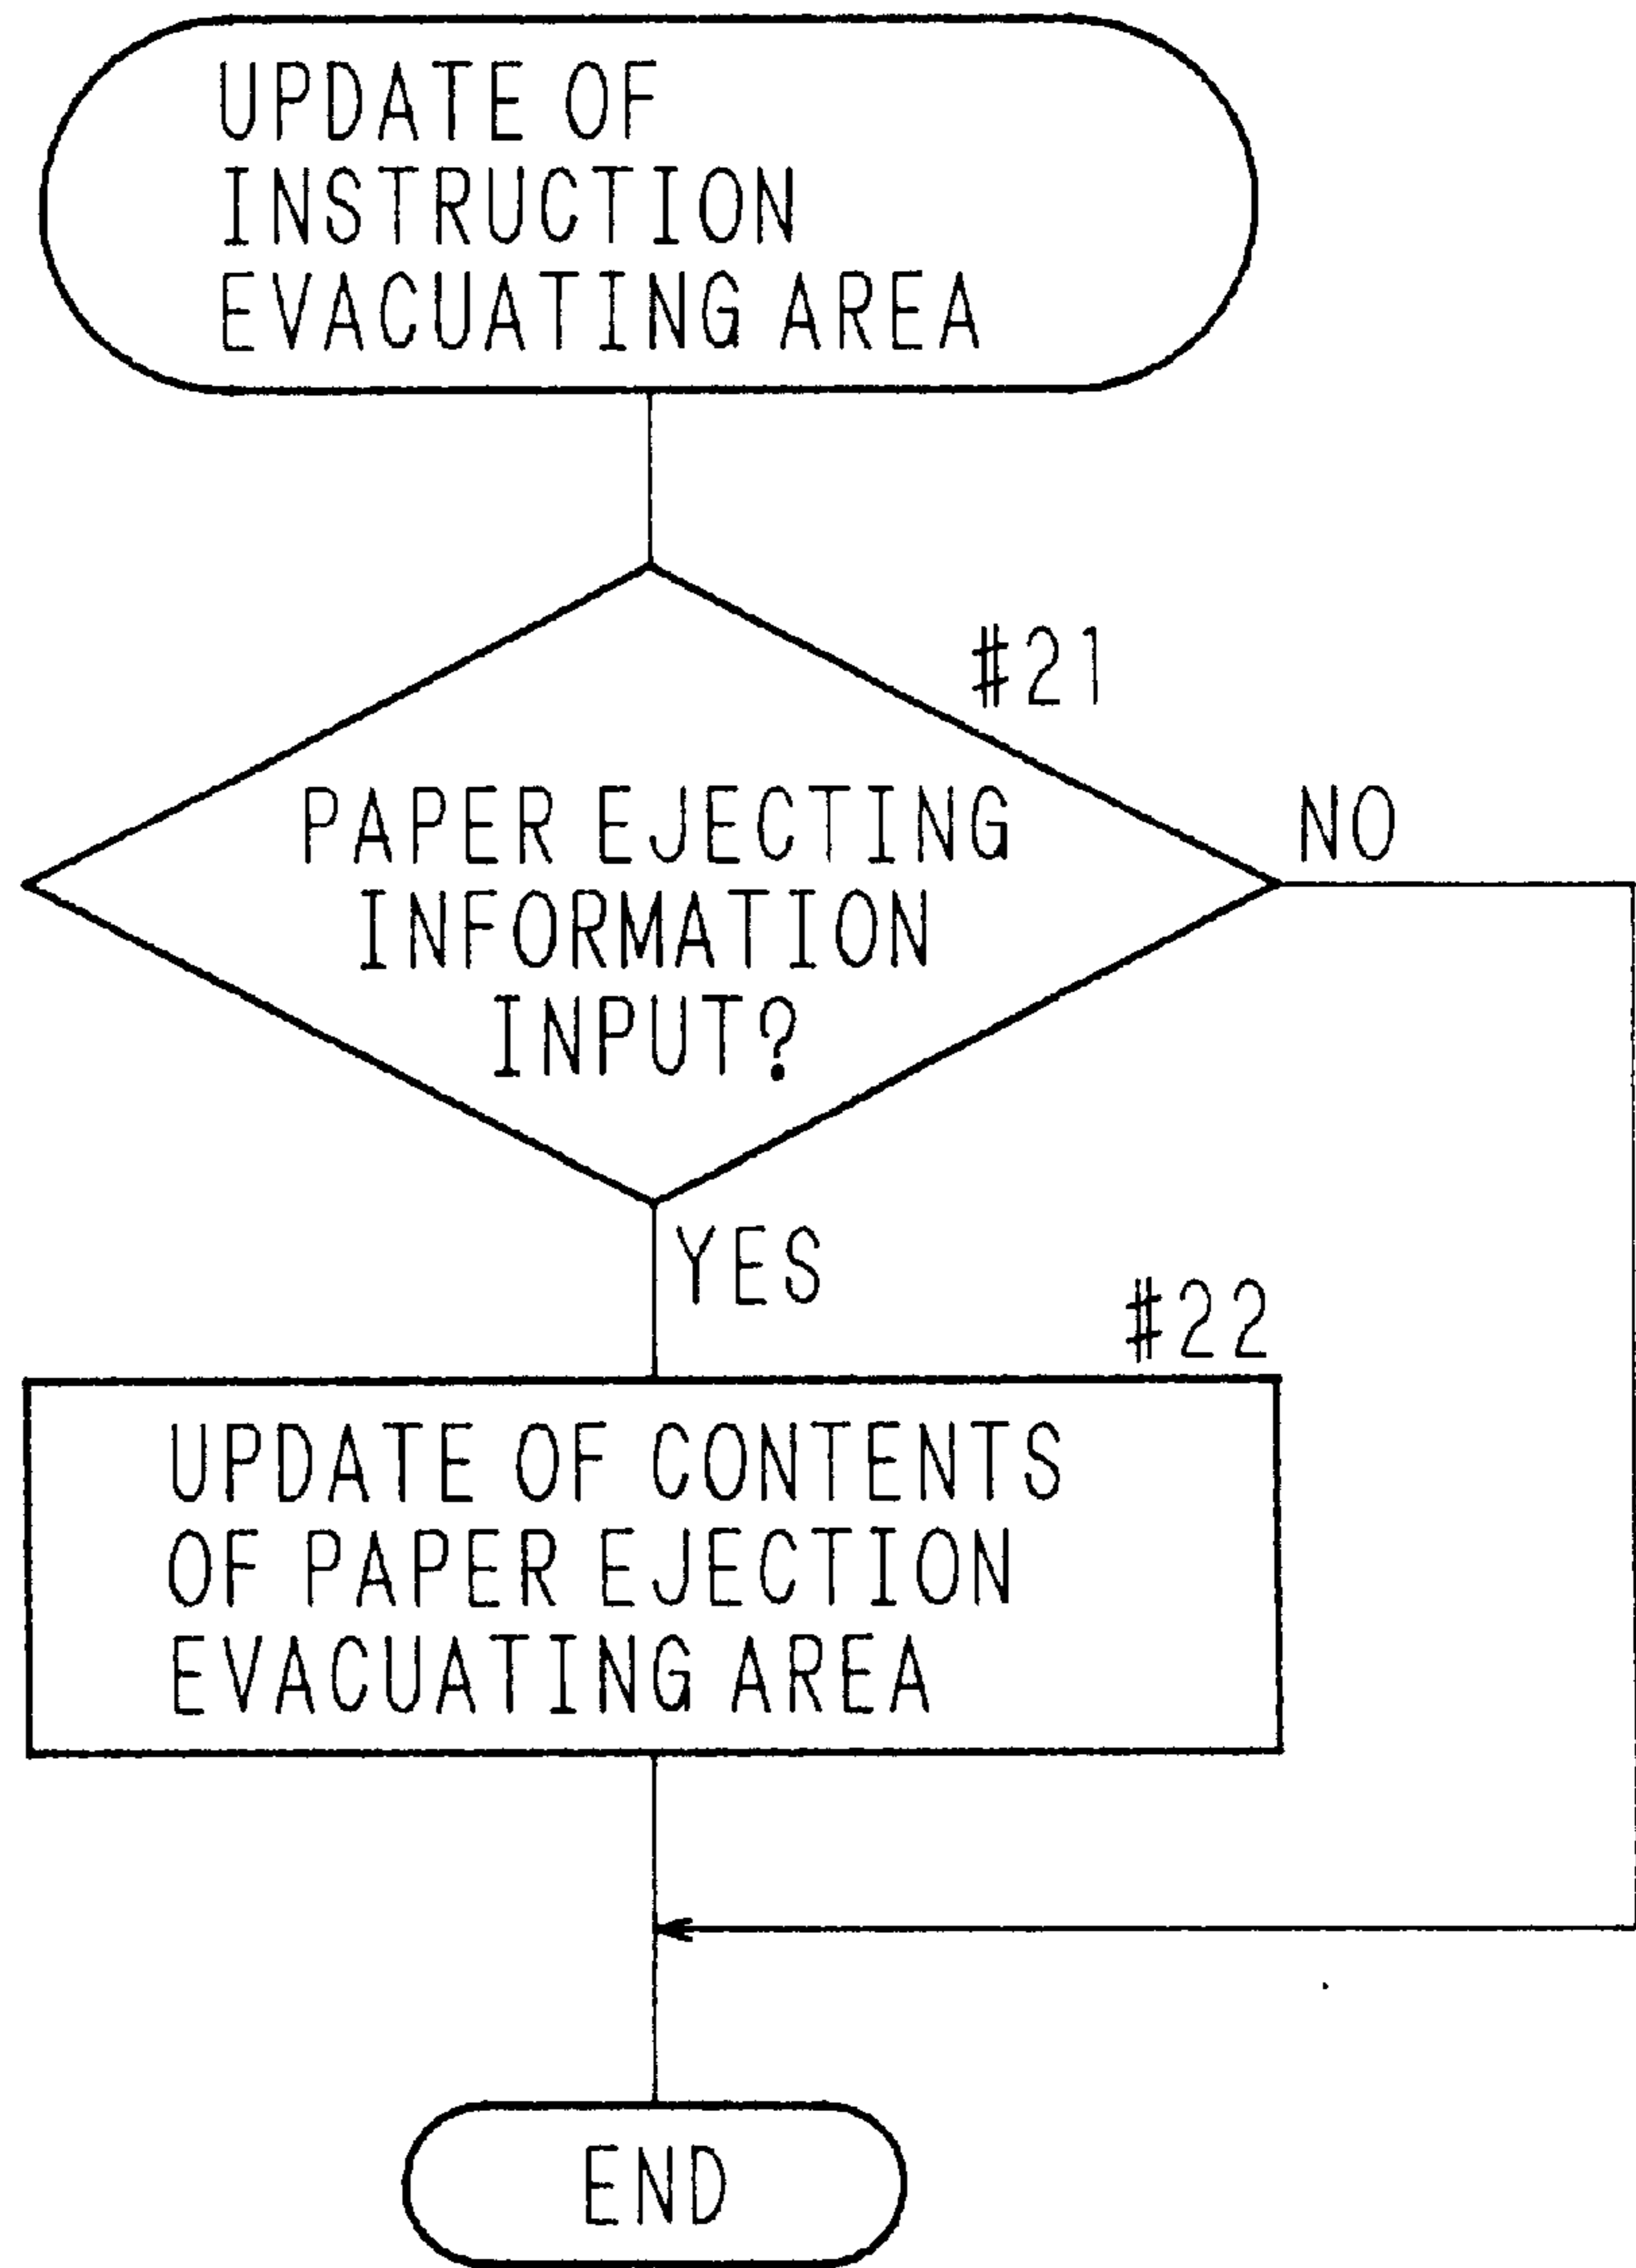 UPDATE OF
INSTRUCTION
EVACUATING AREA
#21
PAPER EJECTING
INFORMATION
INPUT?
NO
YES
#22
UPDATE OF CONTENTS
OF PAPER EJECTION
EVACUATING AREA
END